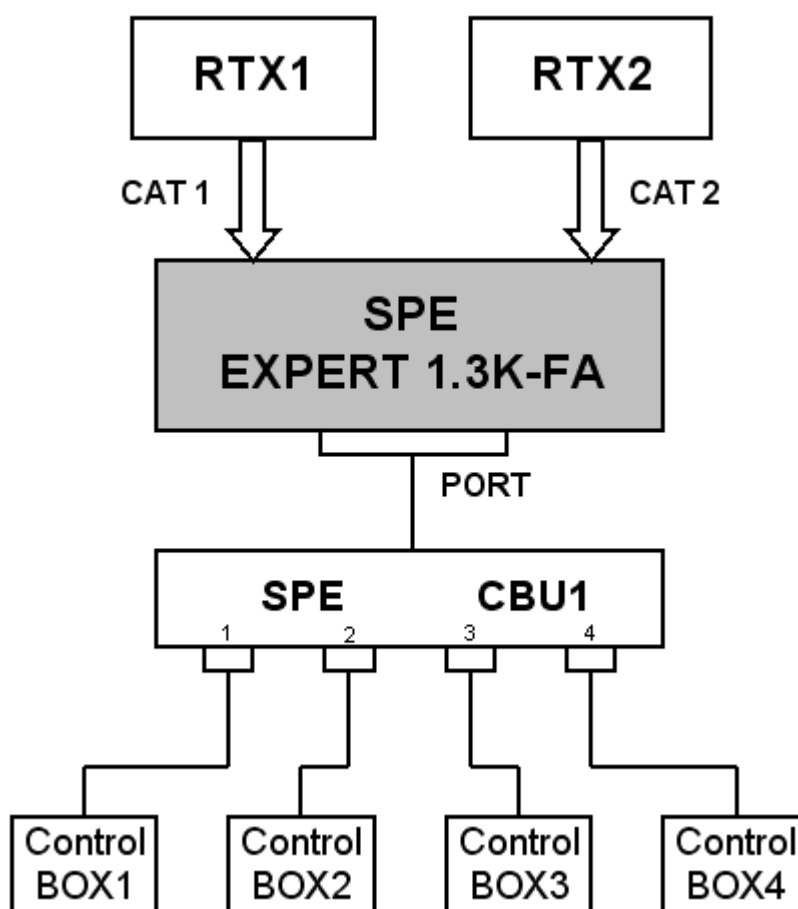 RTX1 RTX2
CAT 1 CAT 2
SPE
EXPERT 1.3K-FA
PORT
SPE CBU1
1 2 3 4
Control Control Control Control
BOX1 BOX2 BOX3 BOX4